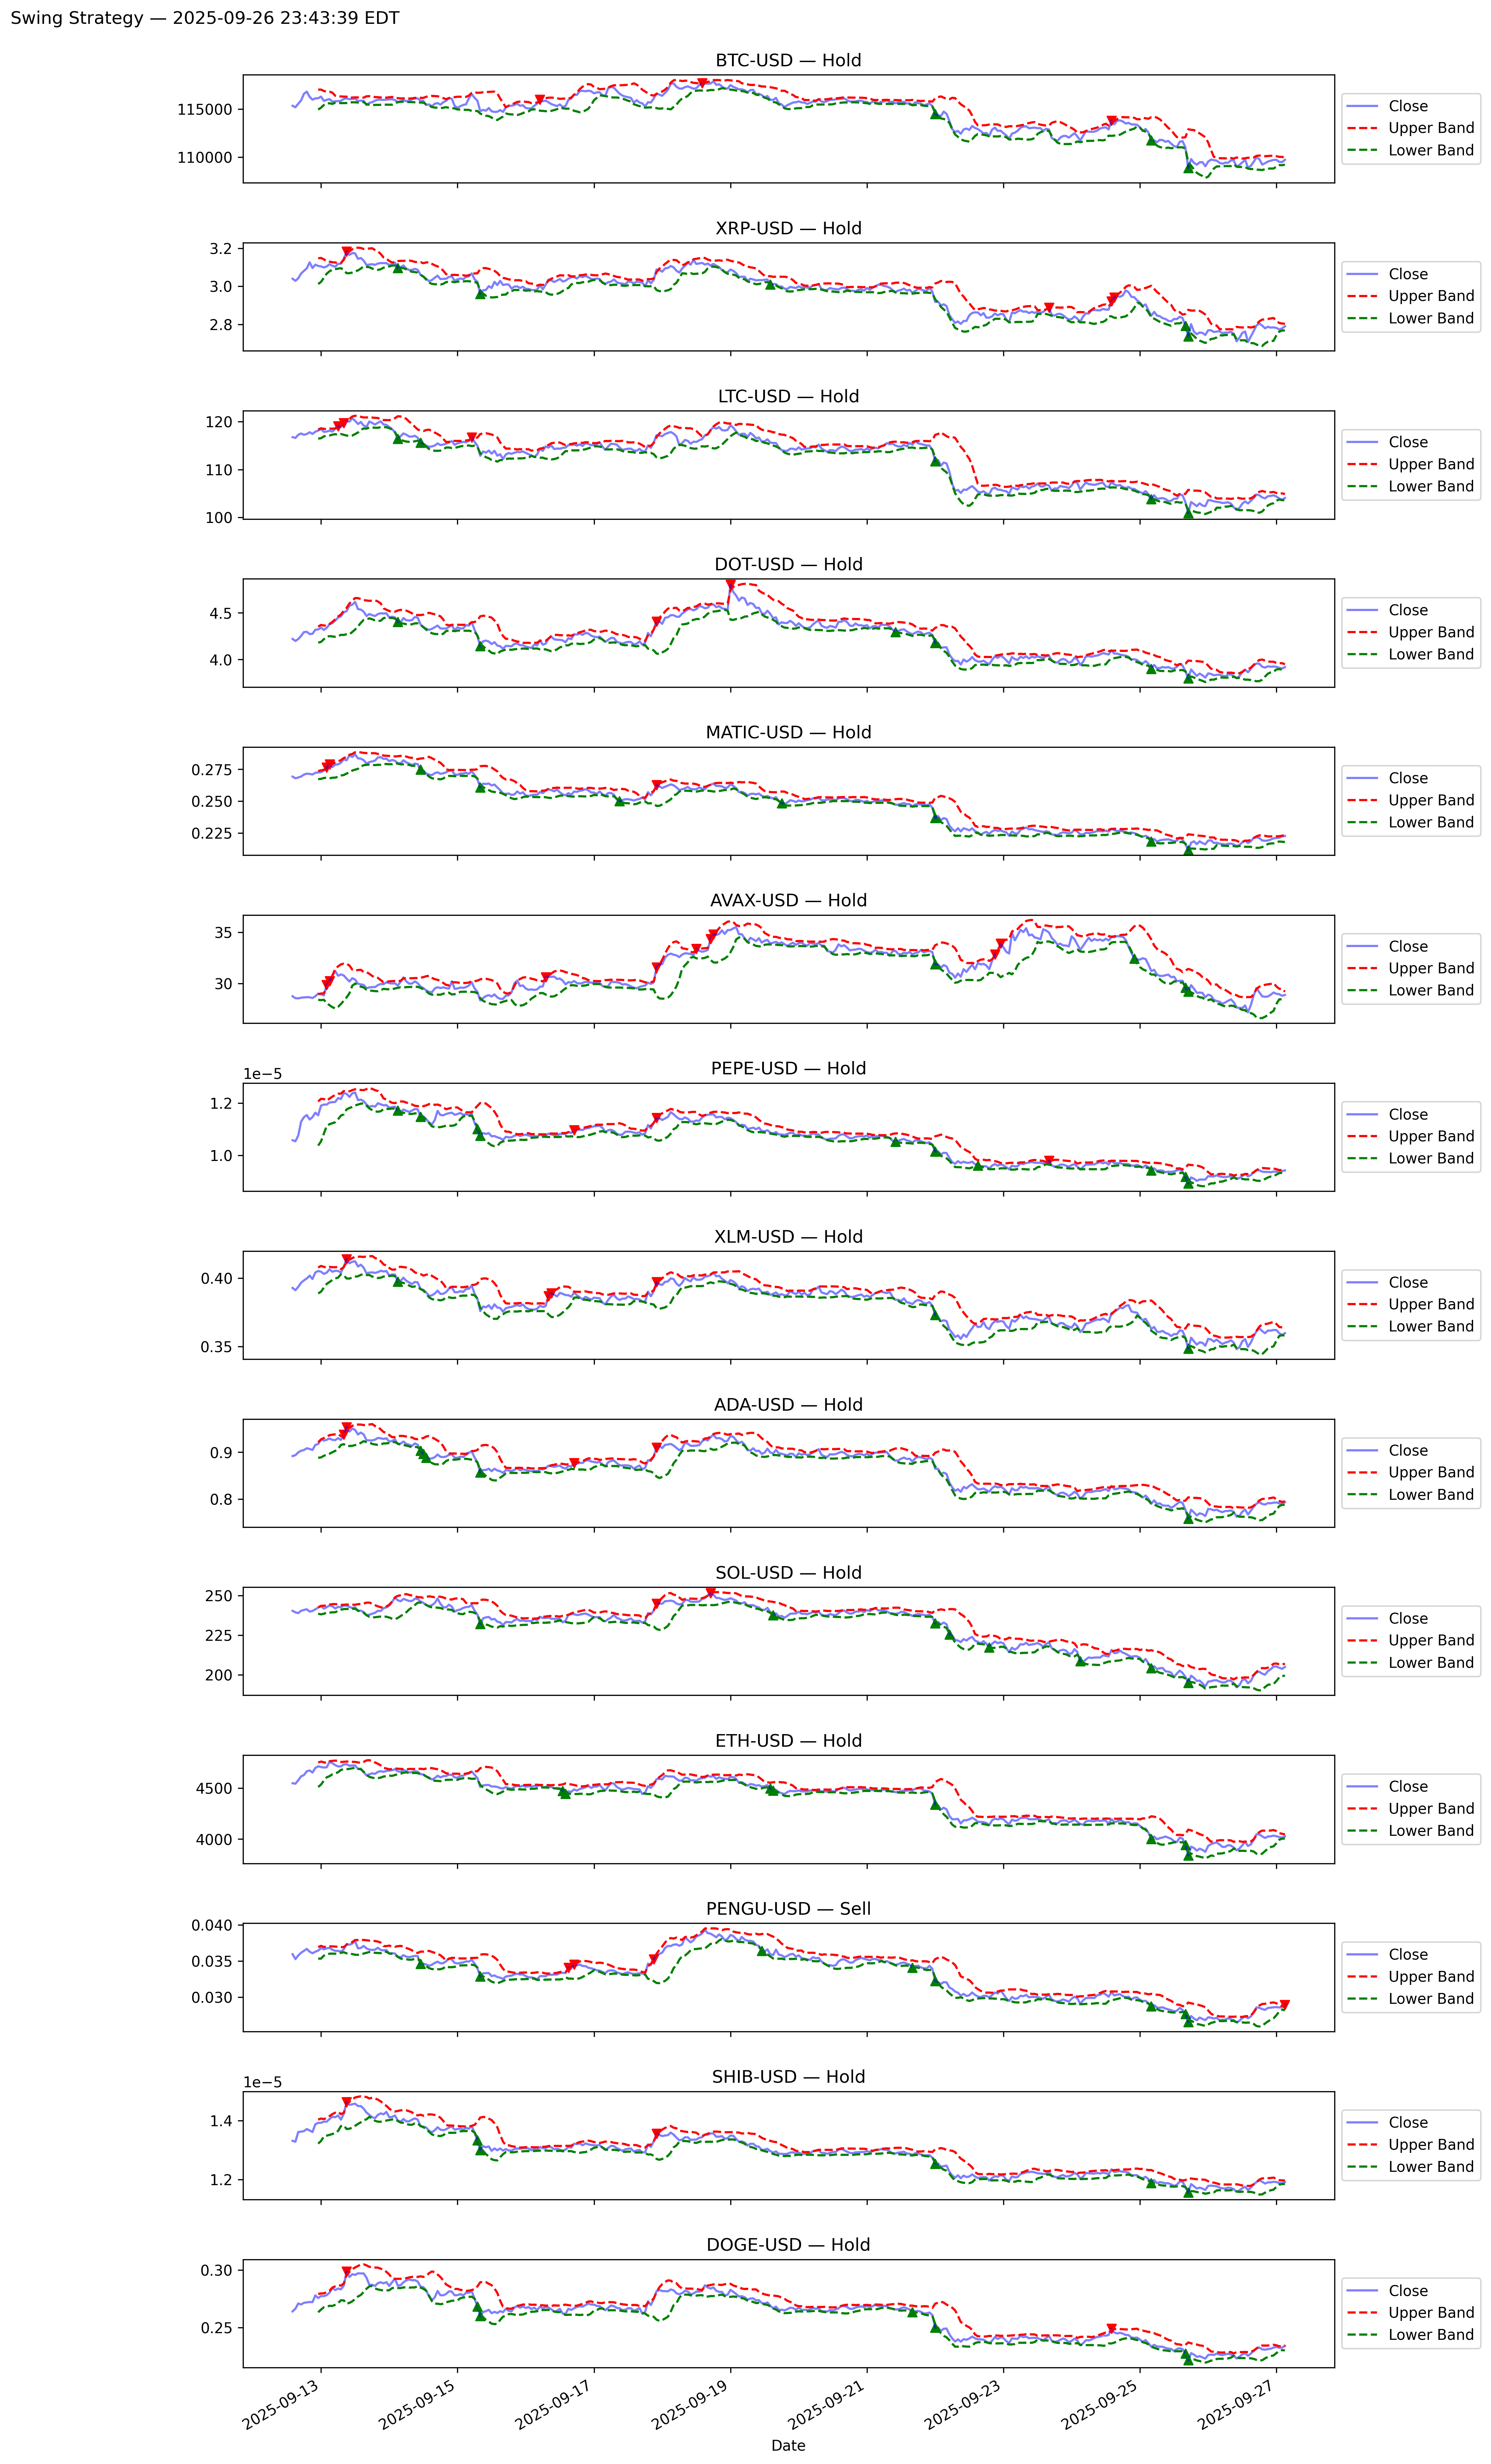 Swing Strategy — 2025-09-26 23:43:39 EDT
BTC-USD — Hold
115000
110000
Close
Upper Band
Lower Band
XRP-USD — Hold
3.2
3.0
2.8
Close
Upper Band
Lower Band
LTC-USD — Hold
120
110
100
Close
Upper Band
Lower Band
DOT-USD — Hold
4.5
4.0
Close
Upper Band
Lower Band
MATIC-USD — Hold
0.275
0.250
0.225
Close
Upper Band
Lower Band
AVAX-USD — Hold
35
30
Close
Upper Band
Lower Band
PEPE-USD — Hold
1e−5
1.2
1.0
Close
Upper Band
Lower Band
XLM-USD — Hold
0.40
0.35
Close
Upper Band
Lower Band
ADA-USD — Hold
0.9
0.8
Close
Upper Band
Lower Band
SOL-USD — Hold
250
225
200
Close
Upper Band
Lower Band
ETH-USD — Hold
4500
4000
Close
Upper Band
Lower Band
PENGU-USD — Sell
0.040
0.035
0.030
Close
Upper Band
Lower Band
SHIB-USD — Hold
1e−5
1.4
1.2
Close
Upper Band
Lower Band
DOGE-USD — Hold
0.30
0.25
Close
Upper Band
Lower Band
2025-09-13
2025-09-15
2025-09-17
2025-09-19
2025-09-21
2025-09-23
2025-09-25
2025-09-27
Date